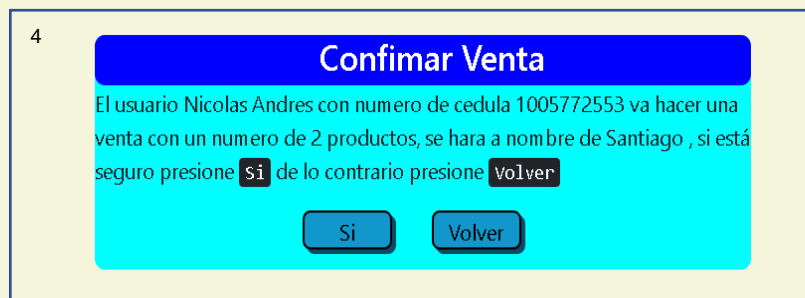 4
Confimar Venta
El usuario Nicolas Andres con numero de cedula 1005772553 va hacer una
venta con un numero de 2 productos, se hara a nombre de Santiago , si está
seguro presione Si de lo contrario presione Volver
Si Volver